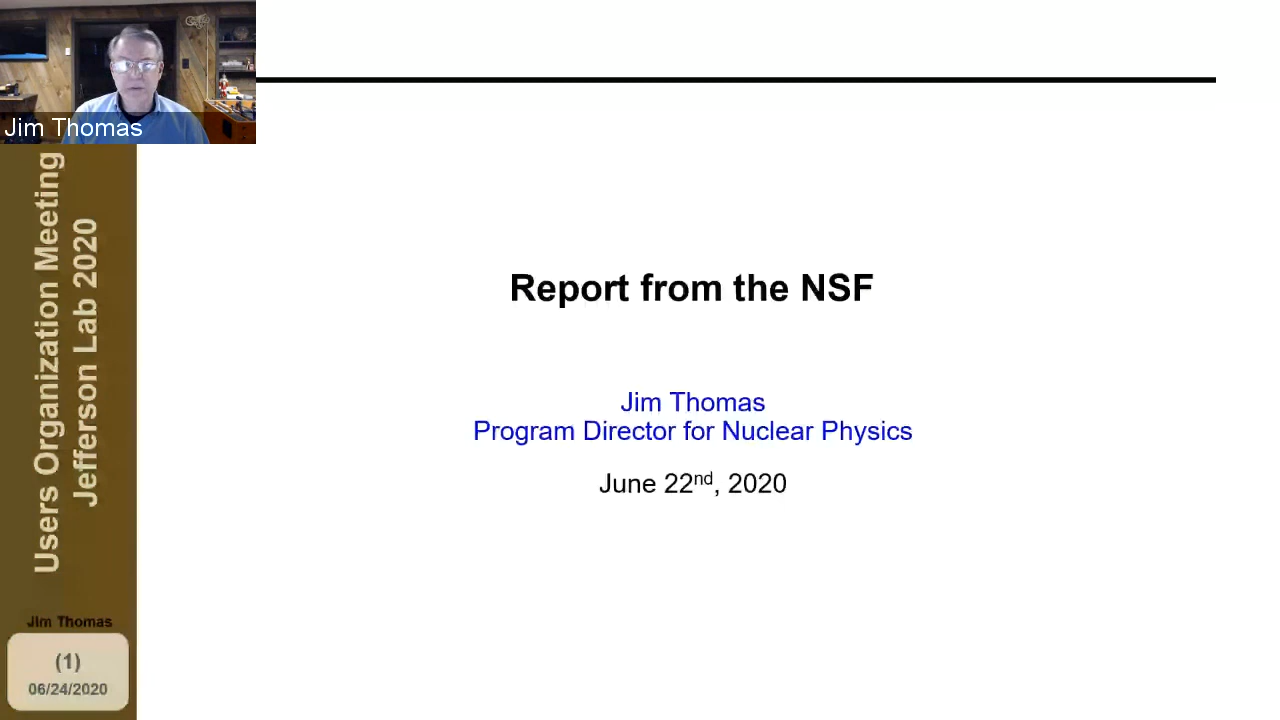 Jim Thomas
Users Organization Meeting
Jefferson Lab 2020
Jim Thomas
(1)
06/24/2020
Report from the NSF
Jim Thomas
Program Director for Nuclear Physics
June 22nd, 2020